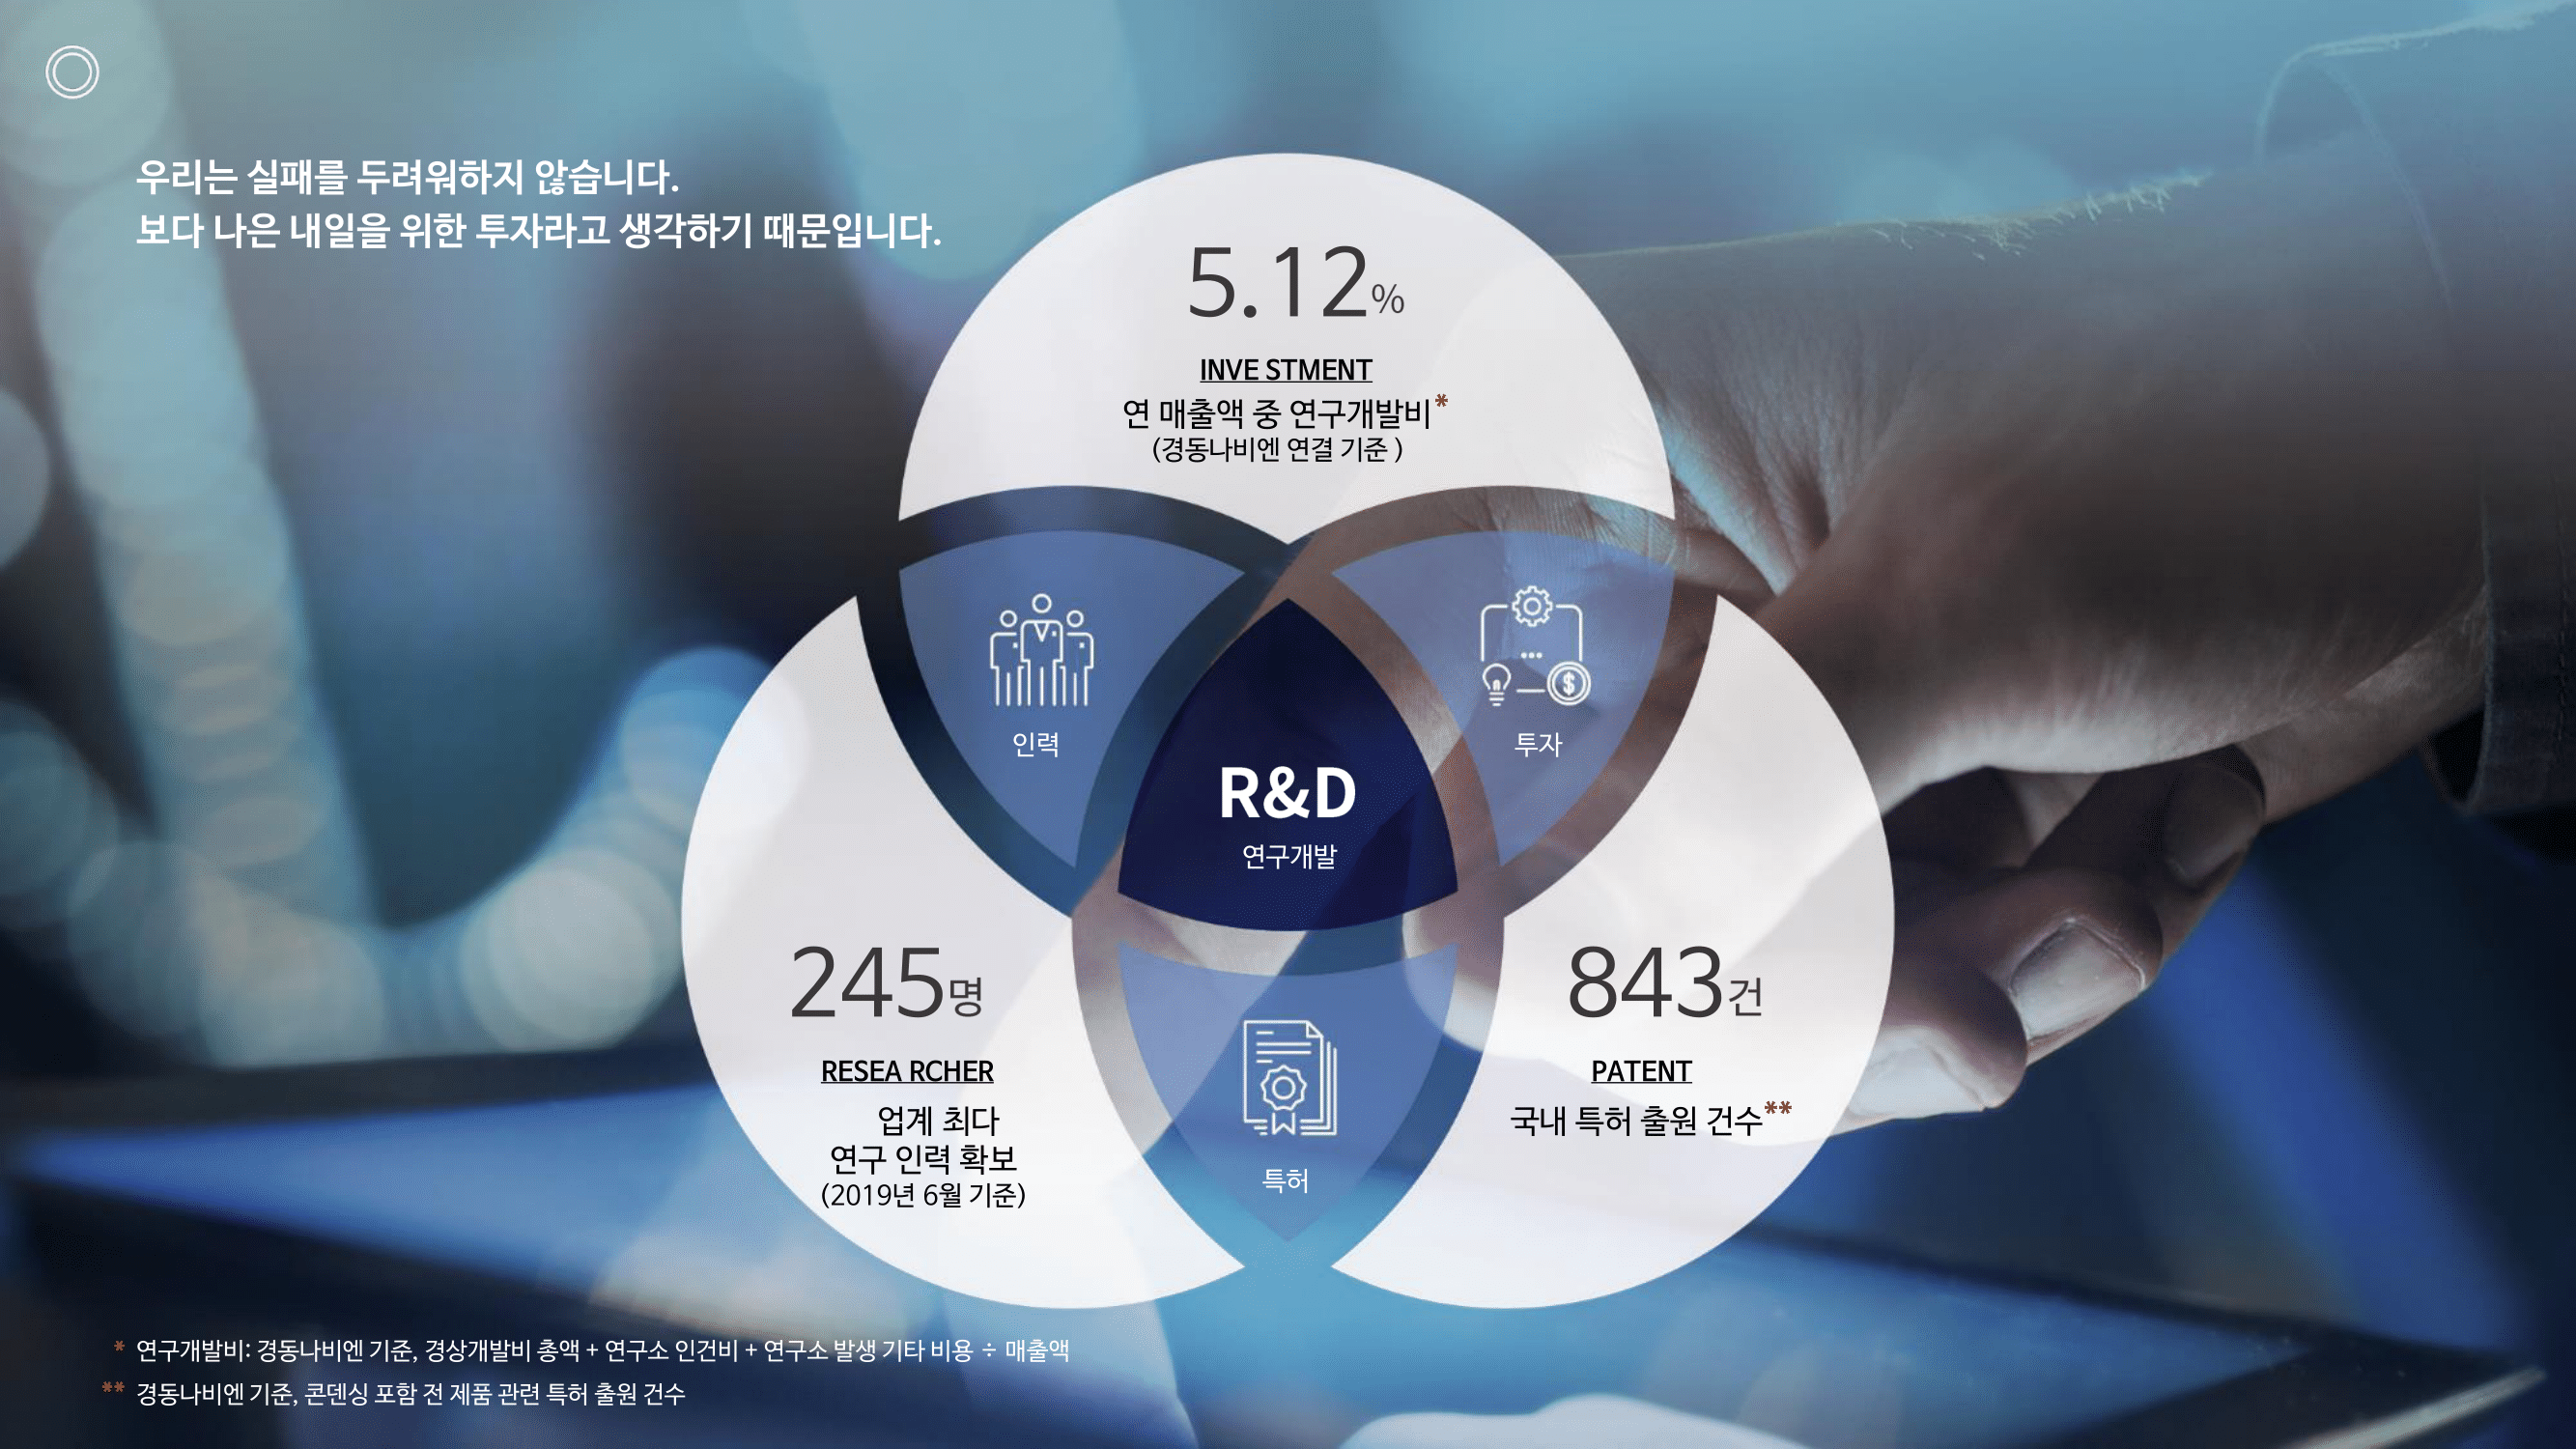 우리는 실패를 두려워하지 않습니다.
보다 나은 내일을 위한 투자라고 생각하기 때문입니다.
5.12%
INVE STMENT
연 매출액 중 연구개발비*
(경동나비엔 연결 기준 )
인력
투자
R&D
연구개발
245명
RESEA RCHER
업계 최다
연구 인력 확보
(2019년 6월 기준)
843건
PATENT
국내 특허 출원 건수**
특허
* 연구개발비: 경동나비엔 기준, 경상개발비 총액 + 연구소 인건비 + 연구소 발생 기타 비용 ÷ 매출액
** 경동나비엔 기준, 콘덴싱 포함 전 제품 관련 특허 출원 건수